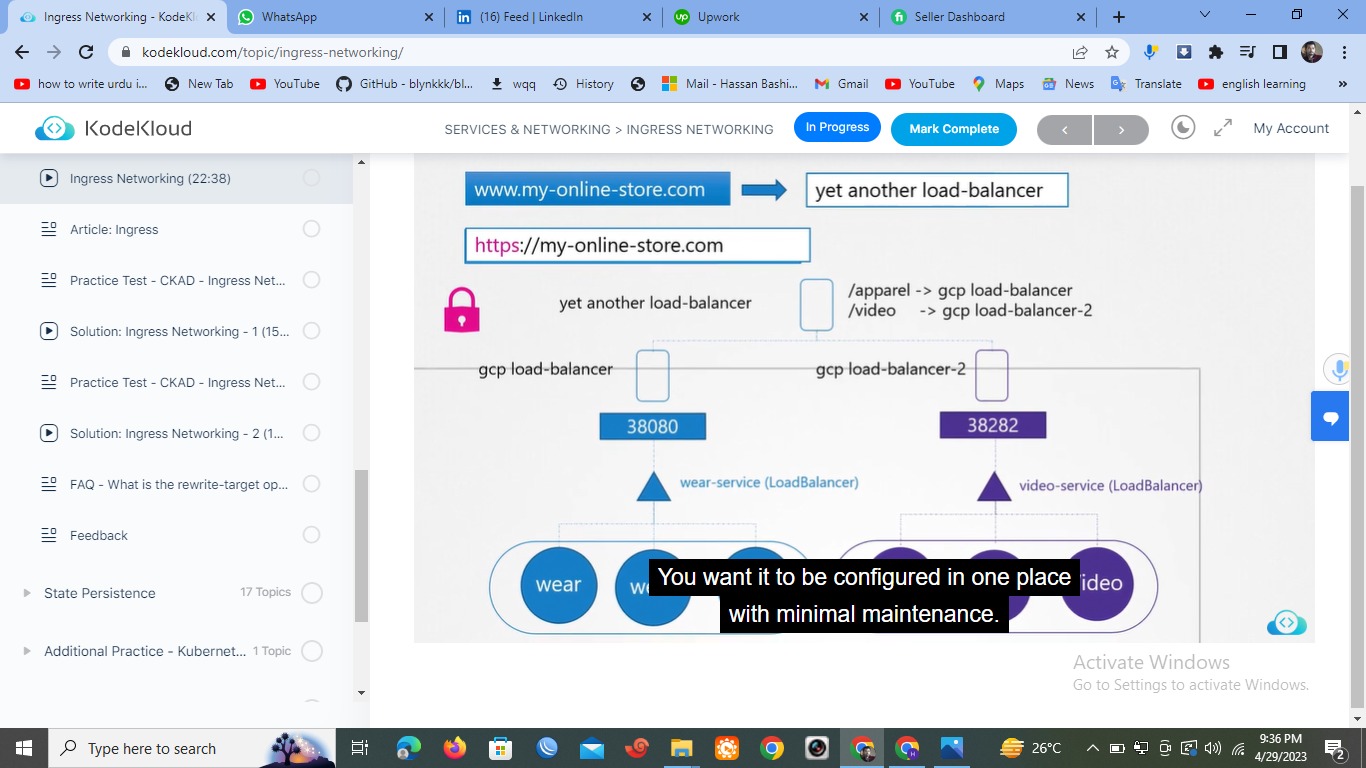 Ingress Networking - KodeKl
WhatsApp
(16) Feed | LinkedIn
Upwork
Seller Dashboard
kodekloud.com/topic/ingress-networking/
how to write urdu i...
New Tab
YouTube
GitHub - blynkkk/bl...
wqq
History
Mail - Hassan Bashi...
Gmail
YouTube
Maps
News
Translate
english learning
KodeKloud
SERVICES & NETWORKING > INGRESS NETWORKING
In Progress
Mark Complete
My Account
Ingress Networking (22:38)
Article: Ingress
Practice Test - CKAD - Ingress Net...
Solution: Ingress Networking - 1 (15...
Practice Test - CKAD - Ingress Net...
Solution: Ingress Networking - 2 (1...
FAQ - What is the rewrite-target op...
Feedback
State Persistence
17 Topics
Additional Practice - Kubernet...
1 Topic
www.my-online-store.com
yet another load-balancer
https://my-online-store.com
yet another load-balancer
/apparel -> gcp load-balancer
/video -> gcp load-balancer-2
gcp load-balancer
gcp load-balancer-2
38080
38282
wear-service (LoadBalancer)
video-service (LoadBalancer)
wear
You want it to be configured in one place
with minimal maintenance.
Activate Windows
Go to Settings to activate Windows.
Type here to search
26°C
9:36 PM
4/29/2023
2